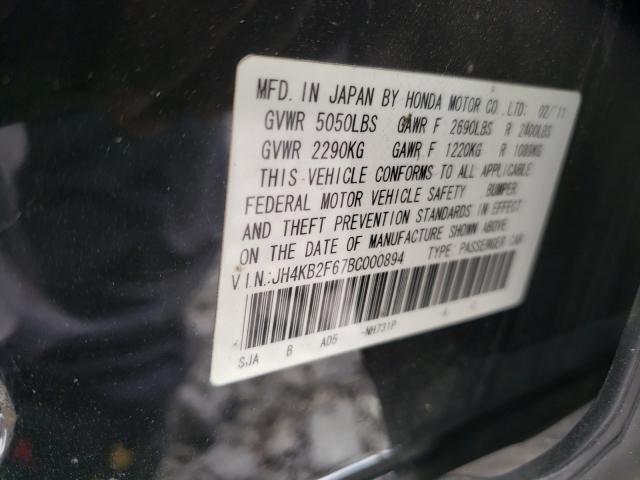 MFD. IN JAPAN BY HONDA MOTOR CO.,LTD. 02/11
GVWR 5050LBS GAWR F 2690LBS R 2400LBS
GVWR 2290KG GAWR F 1220KG R 1089KG
THIS VEHICLE CONFORMS TO ALL APPLICABLE
FEDERAL MOTOR VEHICLE SAFETY, BUMPER,
AND THEFT PREVENTION STANDARDS IN EFFECT
ON THE DATE OF MANUFACTURE SHOWN ABOVE.
V.I.N.:JH4KB2F67BC000894 TYPE: PASSENGER CAR
SJA B AD5 -NH731P